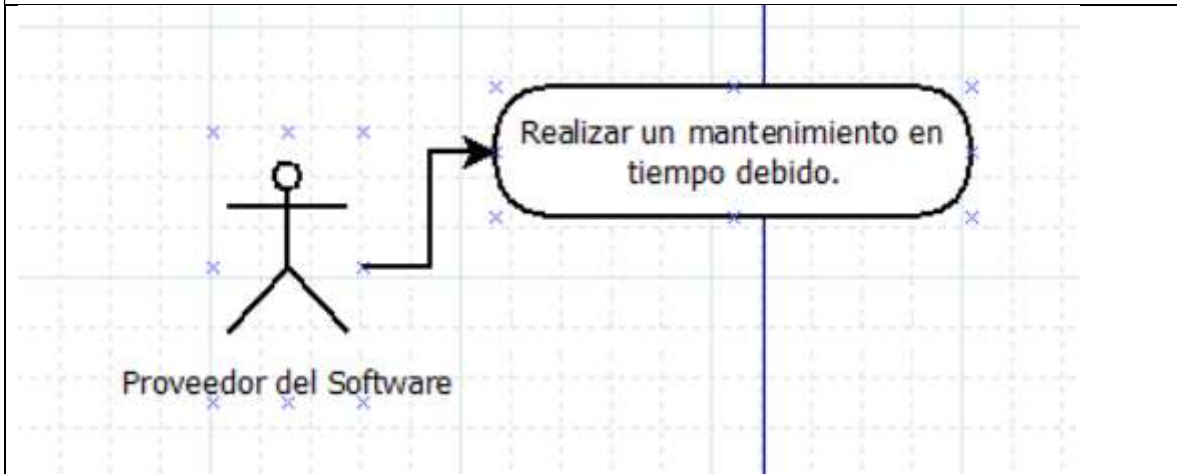 Realizar un mantenimiento en
tiempo debido.
Proveedor del Software